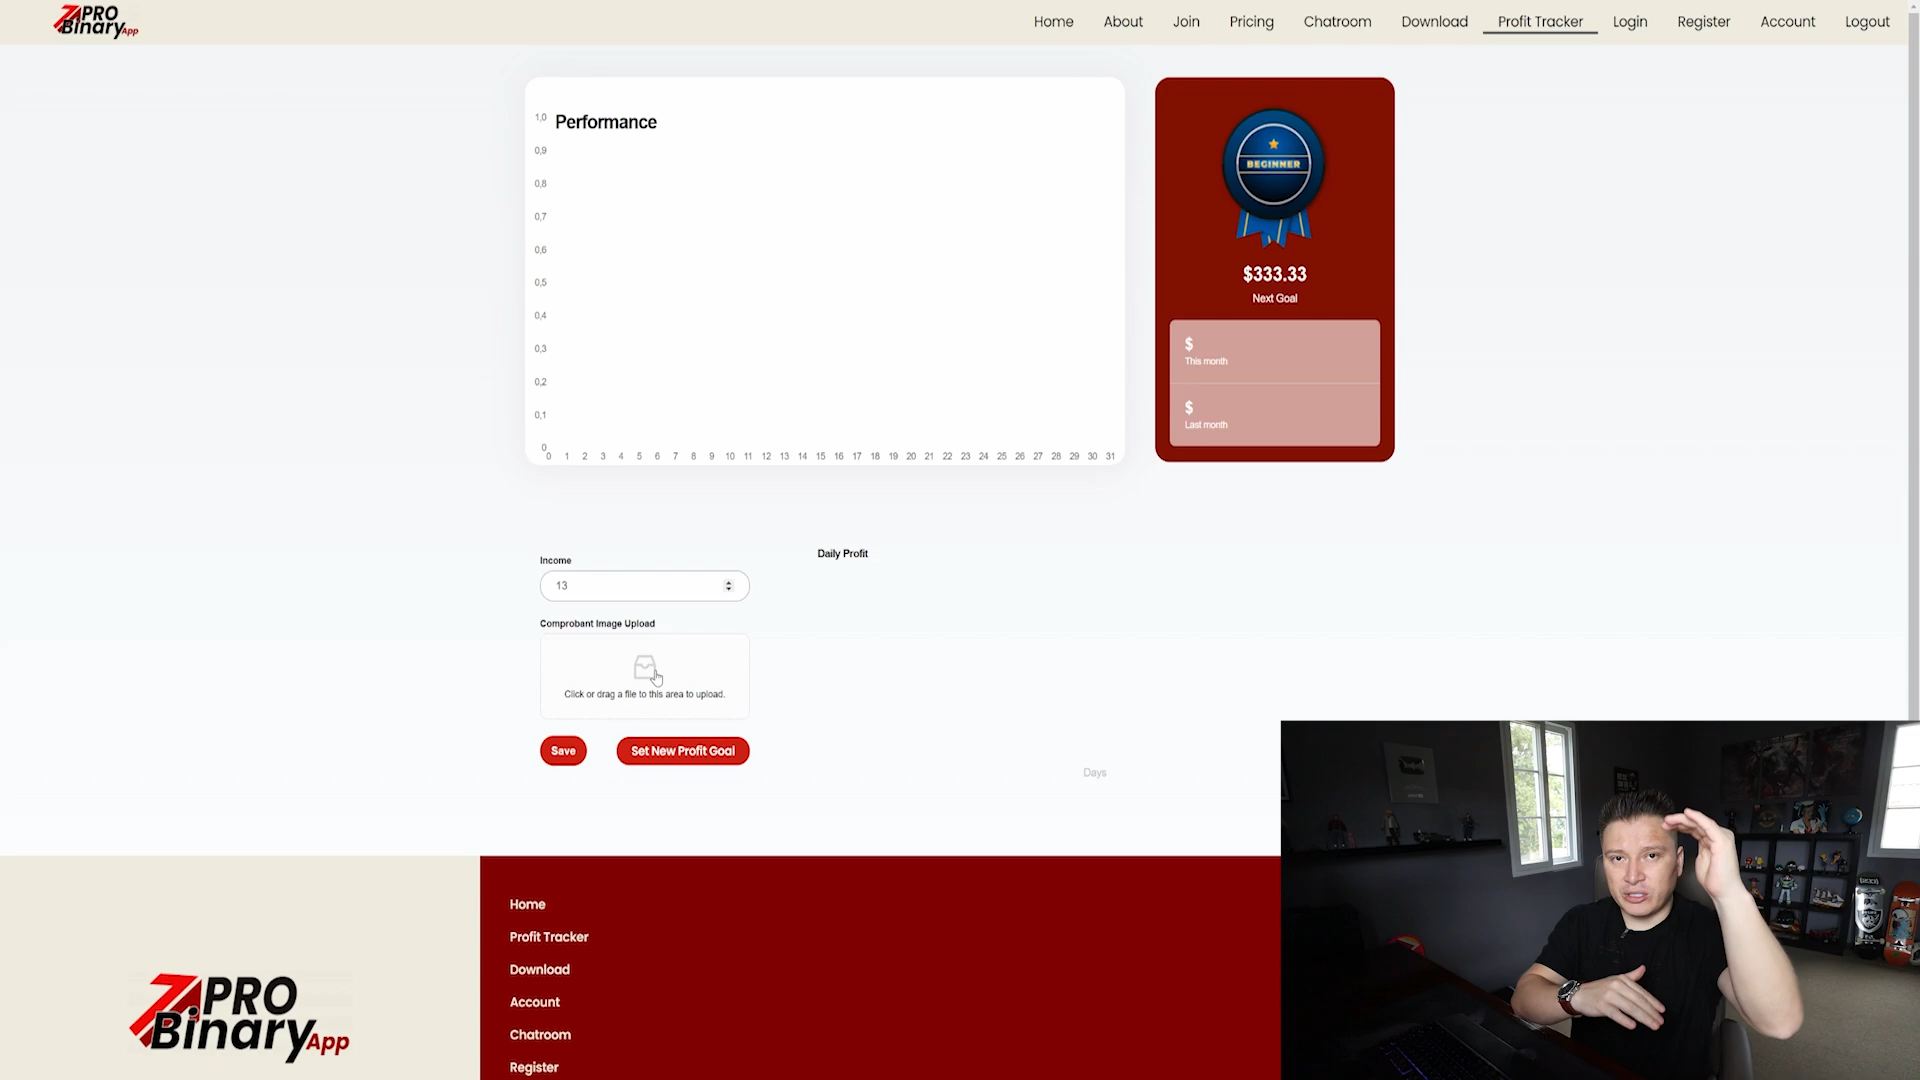 PRO
BinaryApp
Home
About
Join
Pricing
Chatroom
Download
Profit Tracker
Login
Register
Account
Logout
Performance
1,0
0,9
0,8
0,7
0,6
0,5
0,4
0,3
0,2
0,1
0
0 1 2 3 4 5 6 7 8 9 10 11 12 13 14 15 16 17 18 19 20 21 22 23 24 25 26 27 28 29 30 31
BEGINNER
$333.33
Next Goal
$
This month
$
Last month
Income
13
Comprobant Image Upload
Click or drag a file to this area to upload.
Save
Set New Profit Goal
Daily Profit
Days
PRO
BinaryApp
Home
Profit Tracker
Download
Account
Chatroom
Register